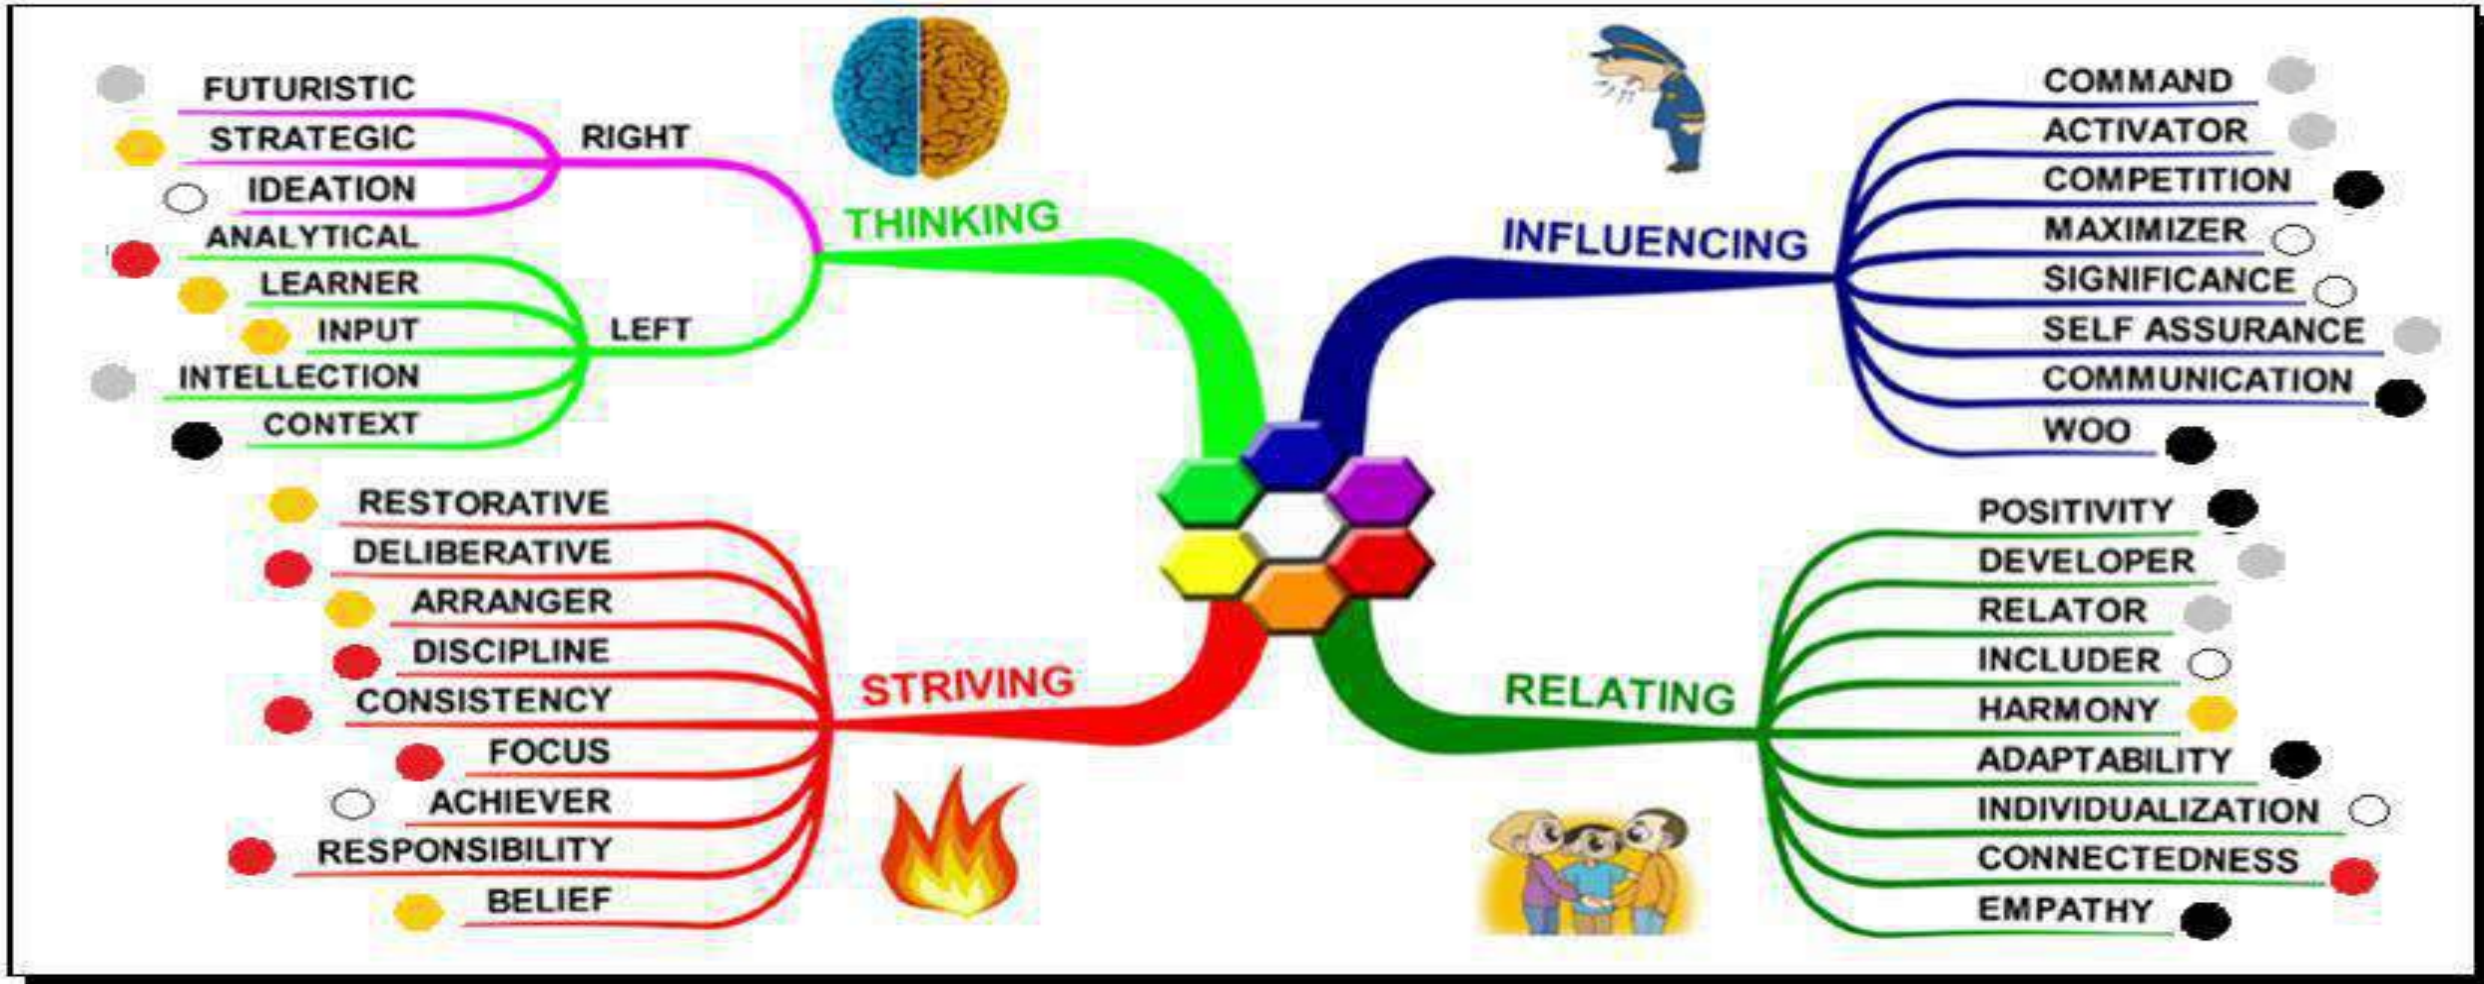 THINKING
RIGHT
FUTURISTIC
STRATEGIC
IDEATION
LEFT
ANALYTICAL
LEARNER
INPUT
INTELLECTION
CONTEXT
INFLUENCING
COMMAND
ACTIVATOR
COMPETITION
MAXIMIZER
SIGNIFICANCE
SELF ASSURANCE
COMMUNICATION
WOO
STRIVING
RESTORATIVE
DELIBERATIVE
ARRANGER
DISCIPLINE
CONSISTENCY
FOCUS
ACHIEVER
RESPONSIBILITY
BELIEF
RELATING
POSITIVITY
DEVELOPER
RELATOR
INCLUDER
HARMONY
ADAPTABILITY
INDIVIDUALIZATION
CONNECTEDNESS
EMPATHY